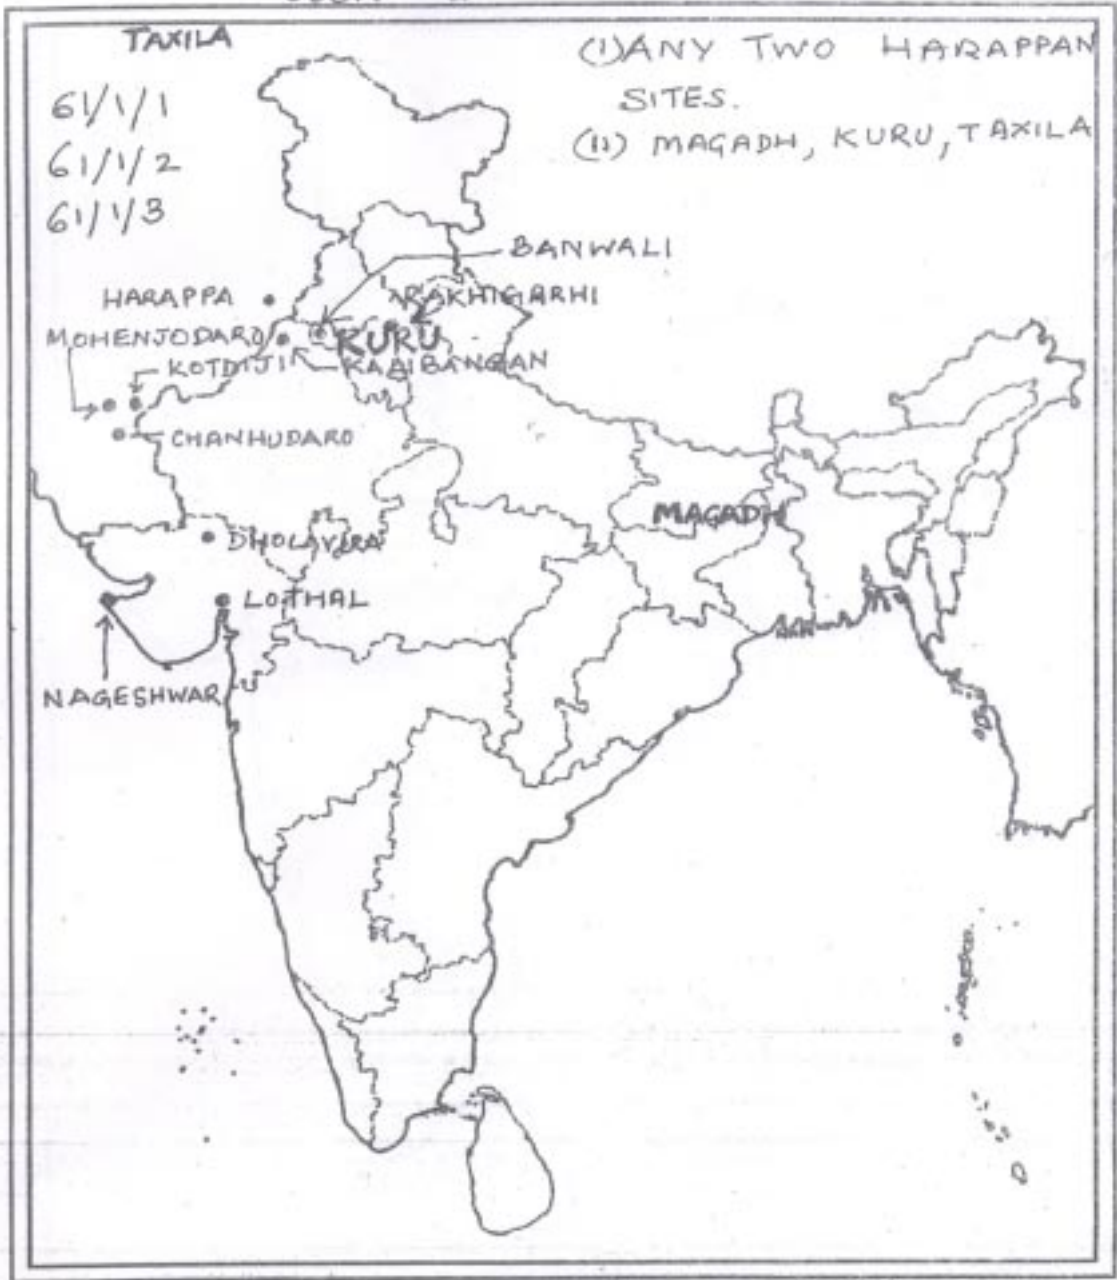 TAXILA
(I) ANY TWO HARAPPAN
SITES.
(II) MAGADH, KURU, TAXILA
61/1/1
61/1/2
61/1/3
BANWALI
HARAPPA
RAKHIGARHI
MOHENJODARO
KURU
KOTDIJI
KALIBANGAN
CHANHUDARO
MAGADH
DHOLAVIRA
LOTHAL
NAGESHWAR